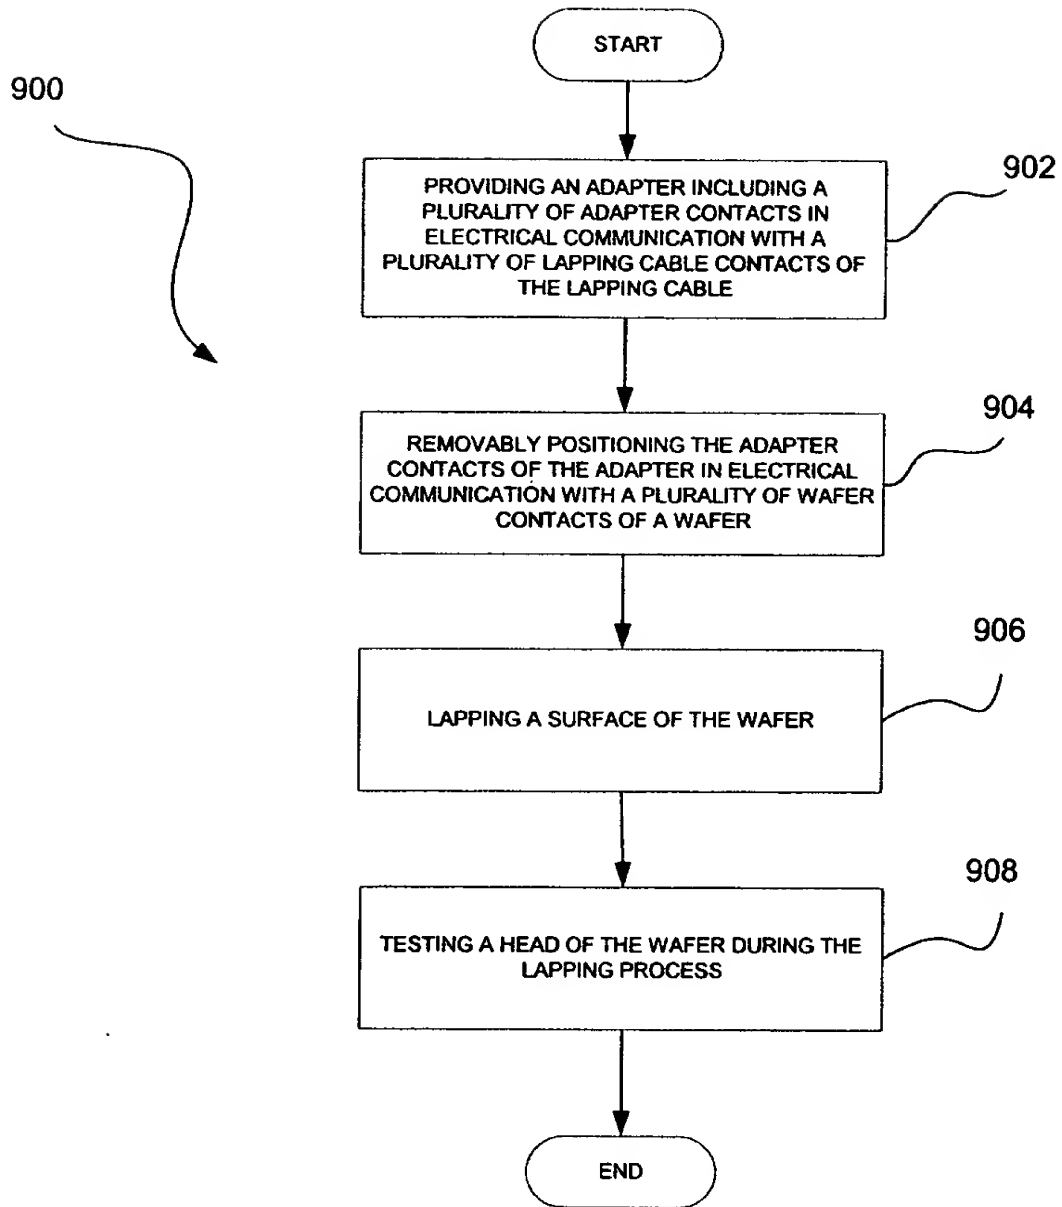 START
900
902
PROVIDING AN ADAPTER INCLUDING A
PLURALITY OF ADAPTER CONTACTS IN
ELECTRICAL COMMUNICATION WITH A
PLURALITY OF LAPPING CABLE CONTACTS OF
THE LAPPING CABLE
904
REMOVABLY POSITIONING THE ADAPTER
CONTACTS OF THE ADAPTER IN ELECTRICAL
COMMUNICATION WITH A PLURALITY OF WAFER
CONTACTS OF A WAFER
906
LAPPING A SURFACE OF THE WAFER
908
TESTING A HEAD OF THE WAFER DURING THE
LAPPING PROCESS
END